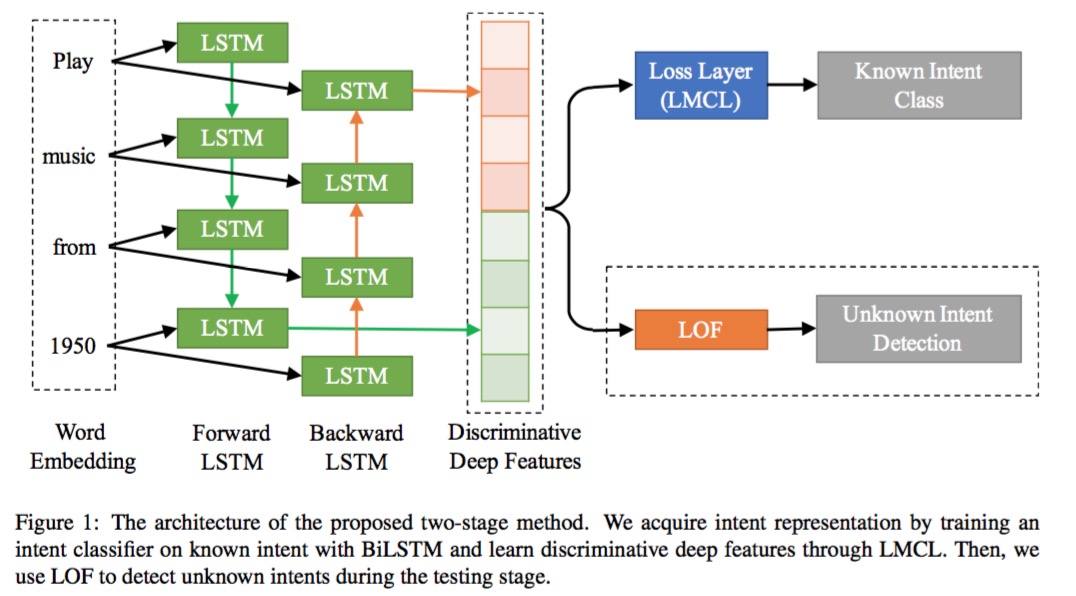 Play
music
from
1950
LSTM
LSTM
LSTM
LSTM
LSTM
LSTM
LSTM
LSTM
Loss Layer
(LMCL)
Known Intent
Class
LOF
Unknown Intent
Detection
Word
Embedding
Forward
LSTM
Backward
LSTM
Discriminative
Deep Features
Figure 1: The architecture of the proposed two-stage method. We acquire intent representation by training an
intent classifier on known intent with BiLSTM and learn discriminative deep features through LMCL. Then, we
use LOF to detect unknown intents during the testing stage.